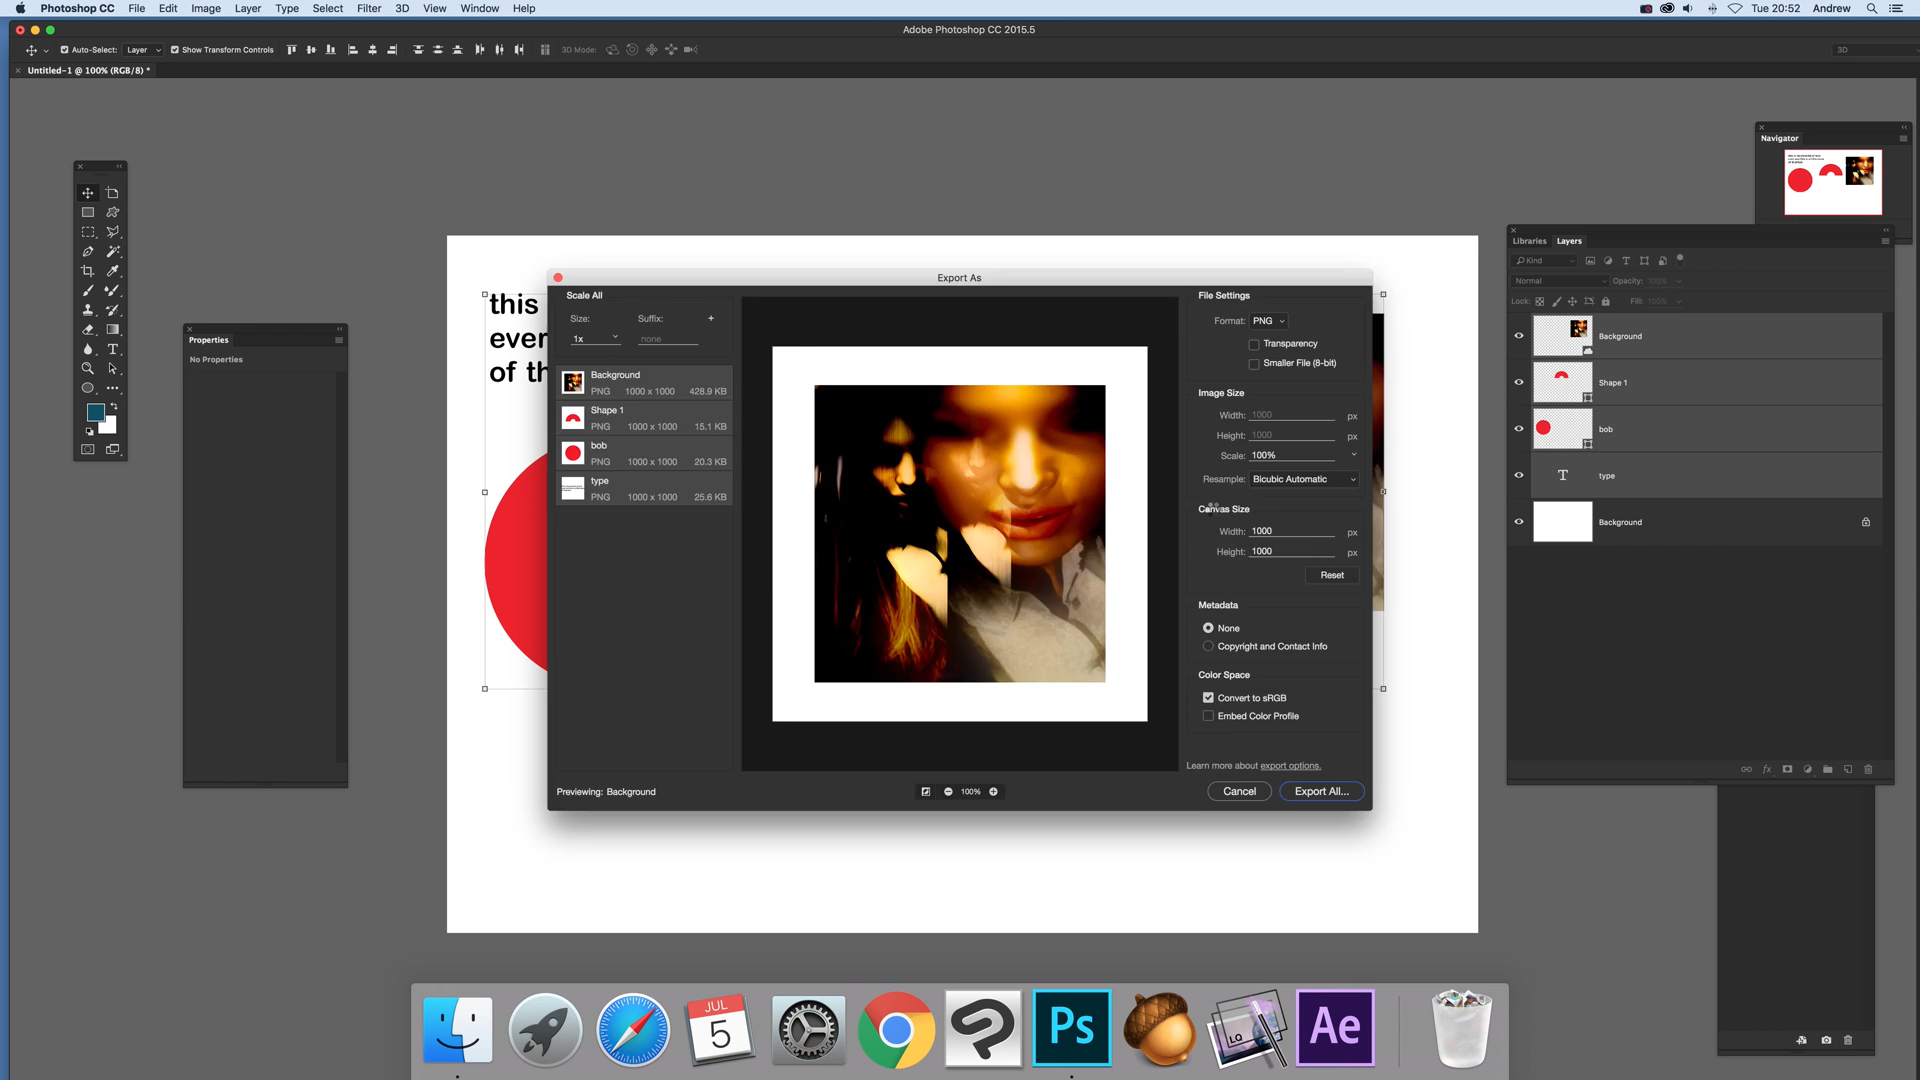 Photoshop CC File Edit Image Layer Type Select Filter 3D View Window Help Tue 20:52 Andrew
Adobe Photoshop CC 2015.5
Auto-Select: Layer Show Transform Controls 3D Mode: 3D
Untitled-1 @ 100% (RGB/8) *
Navigator
Properties
No Properties
this
ever
of th
Export As
Scale All
Size: Suffix: +
1x none
Background
PNG 1000 x 1000 428.9 KB
Shape 1
PNG 1000 x 1000 15.1 KB
bob
PNG 1000 x 1000 20.3 KB
type
PNG 1000 x 1000 25.6 KB
Previewing: Background
100%
File Settings
Format: PNG
Transparency
Smaller File (8-bit)
Image Size
Width: 1000 px
Height: 1000 px
Scale: 100%
Resample: Bicubic Automatic
Canvas Size
Width: 1000 px
Height: 1000 px
Reset
Metadata
None
Copyright and Contact Info
Color Space
Convert to sRGB
Embed Color Profile
Learn more about export options.
Cancel Export All...
Libraries Layers
Kind
Normal Opacity: 100%
Lock: Fill: 100%
Background
Shape 1
bob
T type
Background
fx
JUL
5
LQ
Ps
Ae